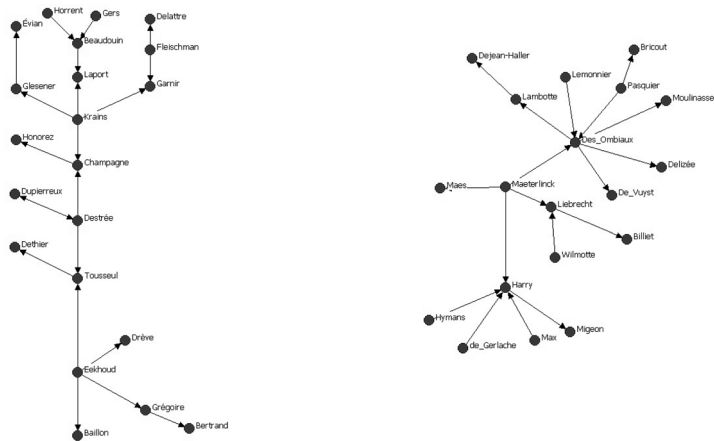 Horrent
Gers
Évian
Delattre
Beaudouin
Fleischman
Laport
Glesener
Garnir
Krains
Honorez
Champagne
Dupierreux
Destrée
Dethier
Tousseul
Drève
Eekhoud
Grégoire
Bertrand
Baillon
Bricout
Dejean-Haller
Lemonnier
Pasquier
Lambotte
Moulinasse
Des_Ombiaux
Delizée
Maes
Maeterlinck
De_Vuyst
Liebrecht
Billiet
Wilmotte
Harry
Hymans
Migeon
de_Gerlache
Max